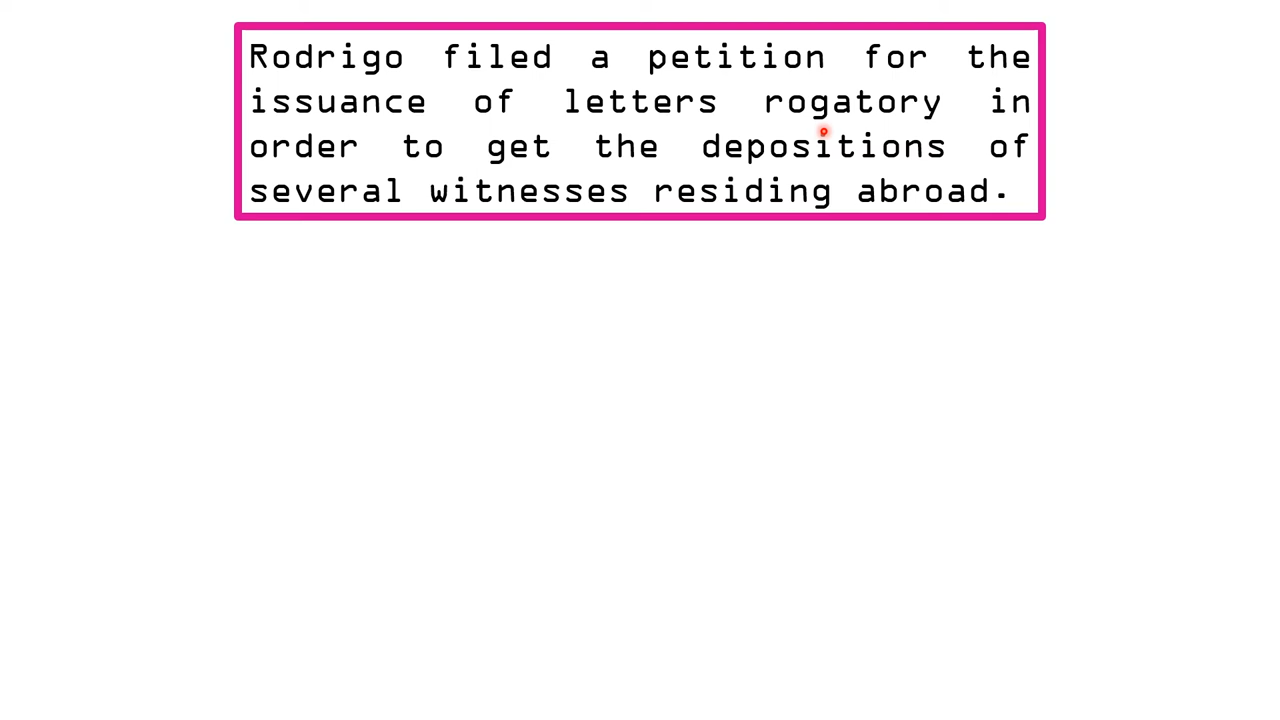 Rodrigo filed a petition for the
issuance of letters rogatory in
order to get the depositions of
several witnesses residing abroad.